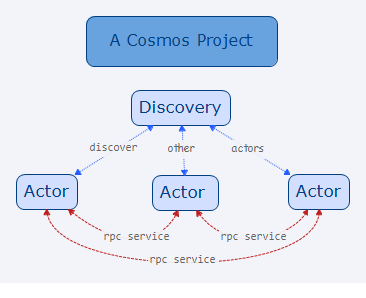 A Cosmos Project
Discovery
discover
other
actors
Actor
Actor
Actor
rpc service
rpc service
rpc service